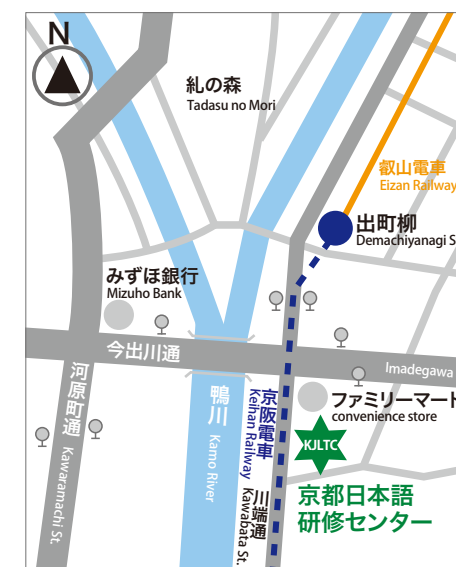 N
糺の森
Tadasu no Mori
叡山電車
Eizan Railway
出町柳
Demachiyanagi S
みずほ銀行
Mizuho Bank
今出川通
Imadegawa
河原町通
Kawaramachi St.
鴨川
Kamo River
京阪電車
Keihan Railway
川端通
Kawabata St.
ファミリーマート
convenience store
KJLTC
京都日本語
研修センター